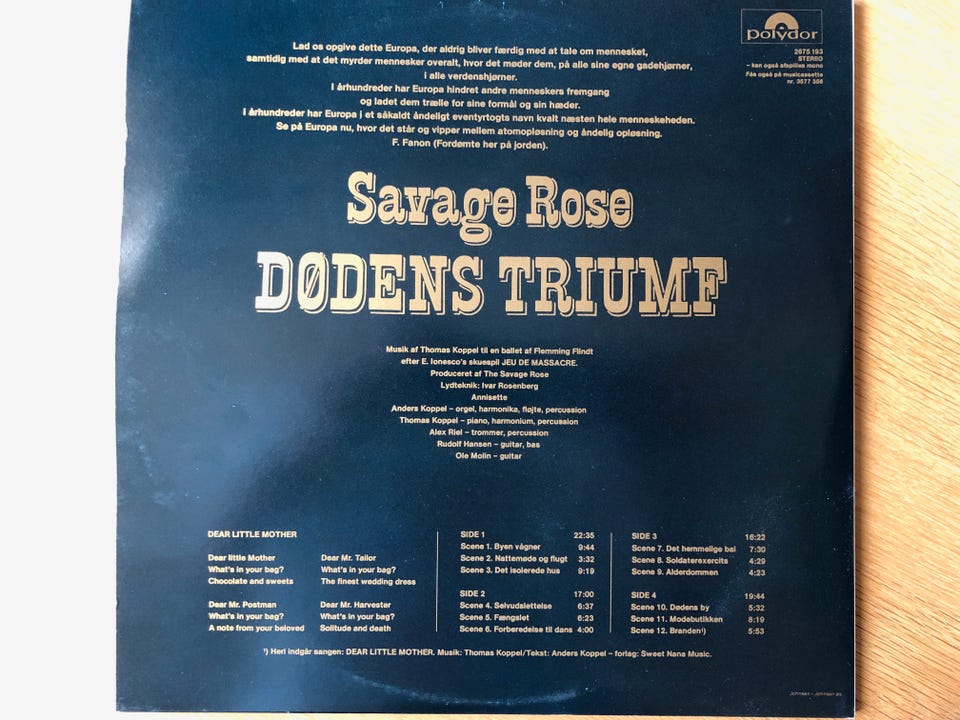 Lad os opgive dette Europa, der aldrig bliver færdig med at tale om mennesket,
samtidig med at det myrder mennesker overalt, hvor det møder dem, på alle sine egne gadehjørner,
i alle verdenshjørner.
I århundreder har Europa hindret andre menneskers fremgang
og ladet dem trælle for sine formål og sin hæder.
I århundreder har Europa i et såkaldt åndeligt eventyrtogts navn kvalt næsten hele menneskeheden.
Se på Europa nu, hvor det står og vipper mellem atomopløsning og åndelig opløsning.
F. Fanon (Fordømte her på jorden).
polydor
2675 193
STEREO
– kan også afspilles mono
Fås også på musicassette
nr. 3577 356
Savage Rose
DØDENS TRIUMF
Musik af Thomas Koppel til en ballet af Flemming Flindt
efter E. Ionesco's skuespil JEU DE MASSACRE.
Produceret af The Savage Rose
Lydteknik: Ivar Rosenberg
Annisette
Anders Koppel – orgel, harmonika, fløjte, percussion
Thomas Koppel – piano, harmonium, percussion
Alex Riel – trommer, percussion
Rudolf Hansen – guitar, bas
Ole Molin – guitar
DEAR LITTLE MOTHER
Dear little Mother
What's in your bag?
Chocolate and sweets
Dear Mr. Postman
What's in your bag?
A note from your beloved
Dear Mr. Tailor
What's in your bag?
The finest wedding dress
Dear Mr. Harvester
What's in your bag?
Solitude and death
SIDE 1 22:35
Scene 1. Byen vågner 9:44
Scene 2. Nattemøde og flugt 3:32
Scene 3. Det isolerede hus 9:19
SIDE 2 17:00
Scene 4. Selvudslettelse 6:37
Scene 5. Fængslet 6:23
Scene 6. Forberedelse til dans 4:00
SIDE 3 16:22
Scene 7. Det hemmelige bal 7:30
Scene 8. Soldaterexercits 4:29
Scene 9. Alderdommen 4:23
SIDE 4 19:44
Scene 10. Dødens by 5:32
Scene 11. Modebutikken 8:19
Scene 12. Branden¹) 5:53
¹) Heri indgår sangen: DEAR LITTLE MOTHER. Musik: Thomas Koppel/Tekst: Anders Koppel – forlag: Sweet Nana Music.